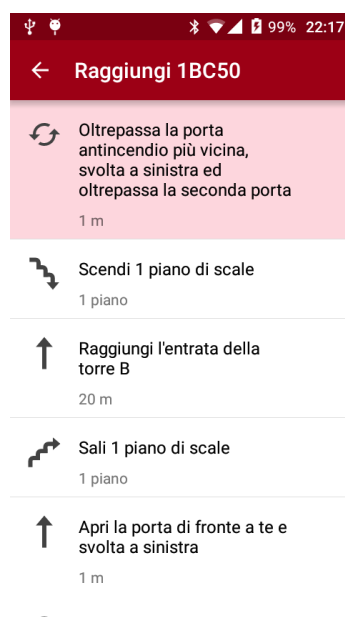 99% 22:17
Raggiungi 1BC50
Oltrepassa la porta
antincendio più vicina,
svolta a sinistra ed
oltrepassa la seconda porta
1 m
Scendi 1 piano di scale
1 piano
Raggiungi l'entrata della
torre B
20 m
Sali 1 piano di scale
1 piano
Apri la porta di fronte a te e
svolta a sinistra
1 m